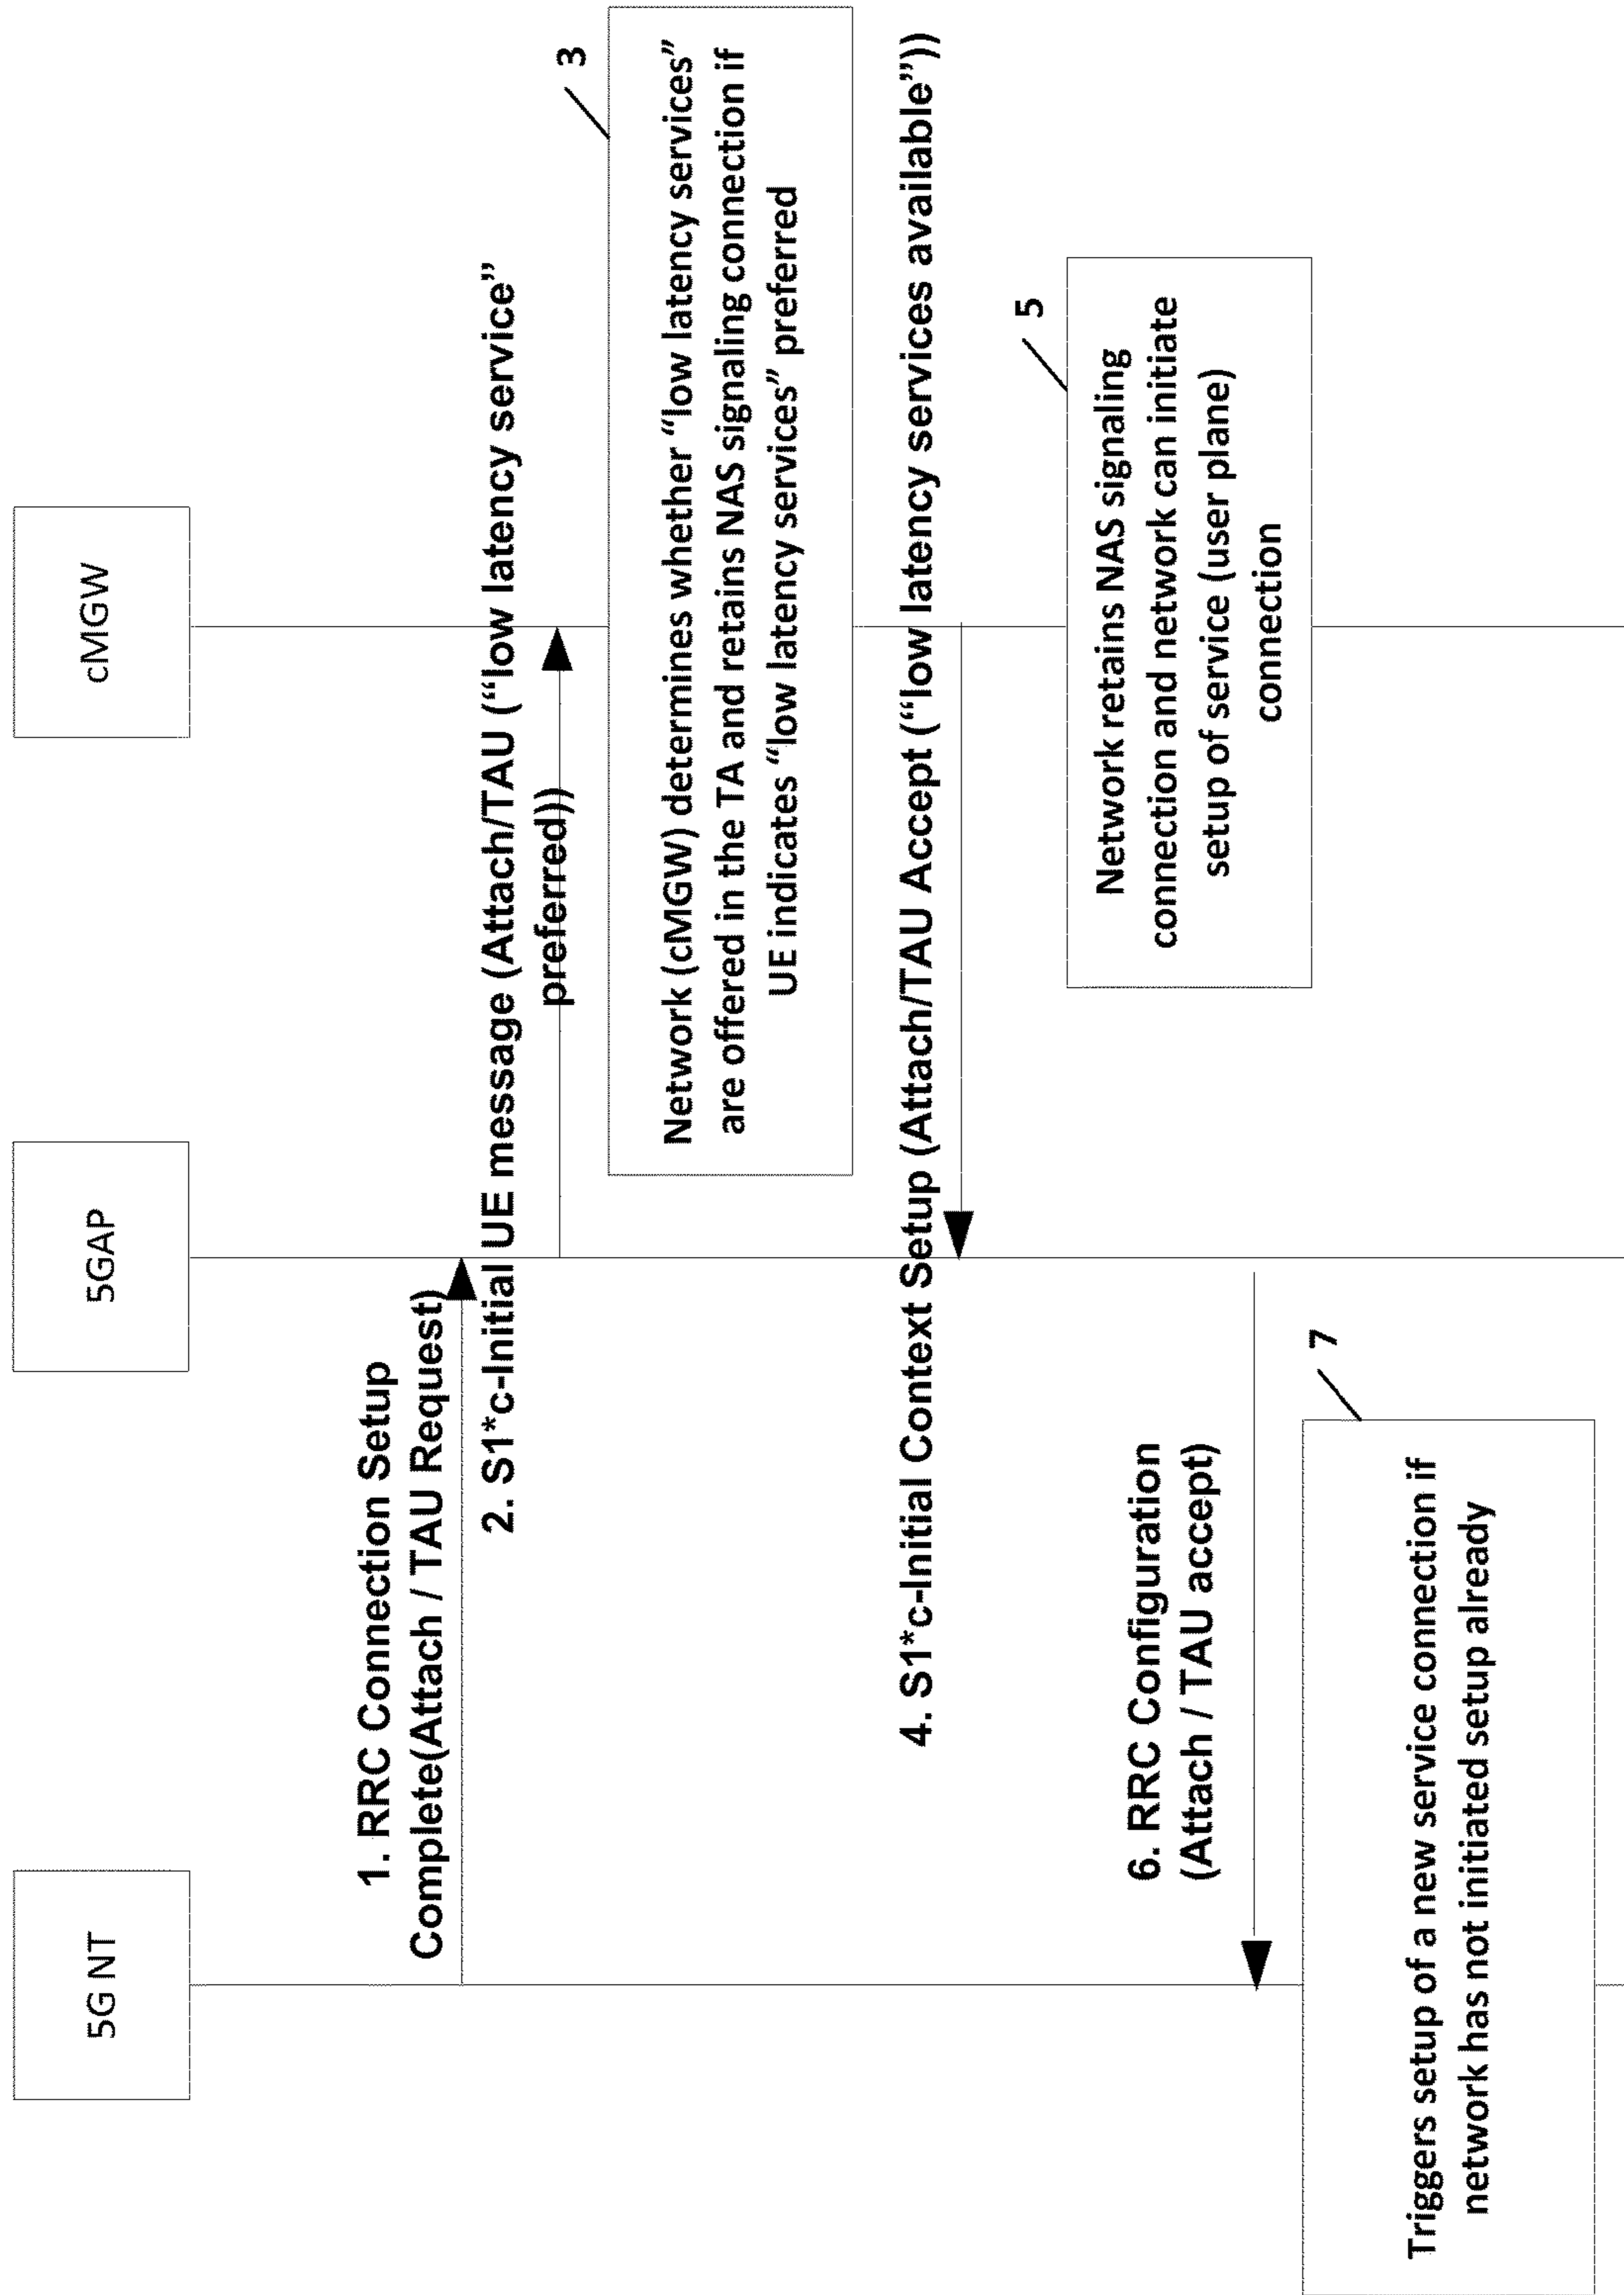 5G NT
5GAP
cMGW
1. RRC Connection Setup
Complete(Attach / TAU Request)
2. S1*c-Initial UE message (Attach/TAU (“low latency service”
preferred))
3
Network (cMGW) determines whether “low latency services”
are offered in the TA and retains NAS signaling connection if
UE indicates “low latency services” preferred
4. S1*c-Initial Context Setup (Attach/TAU Accept (“low latency services available”))
5
Network retains NAS signaling
connection and network can initiate
setup of service (user plane)
connection
6. RRC Configuration
(Attach / TAU accept)
7
Triggers setup of a new service connection if
network has not initiated setup already